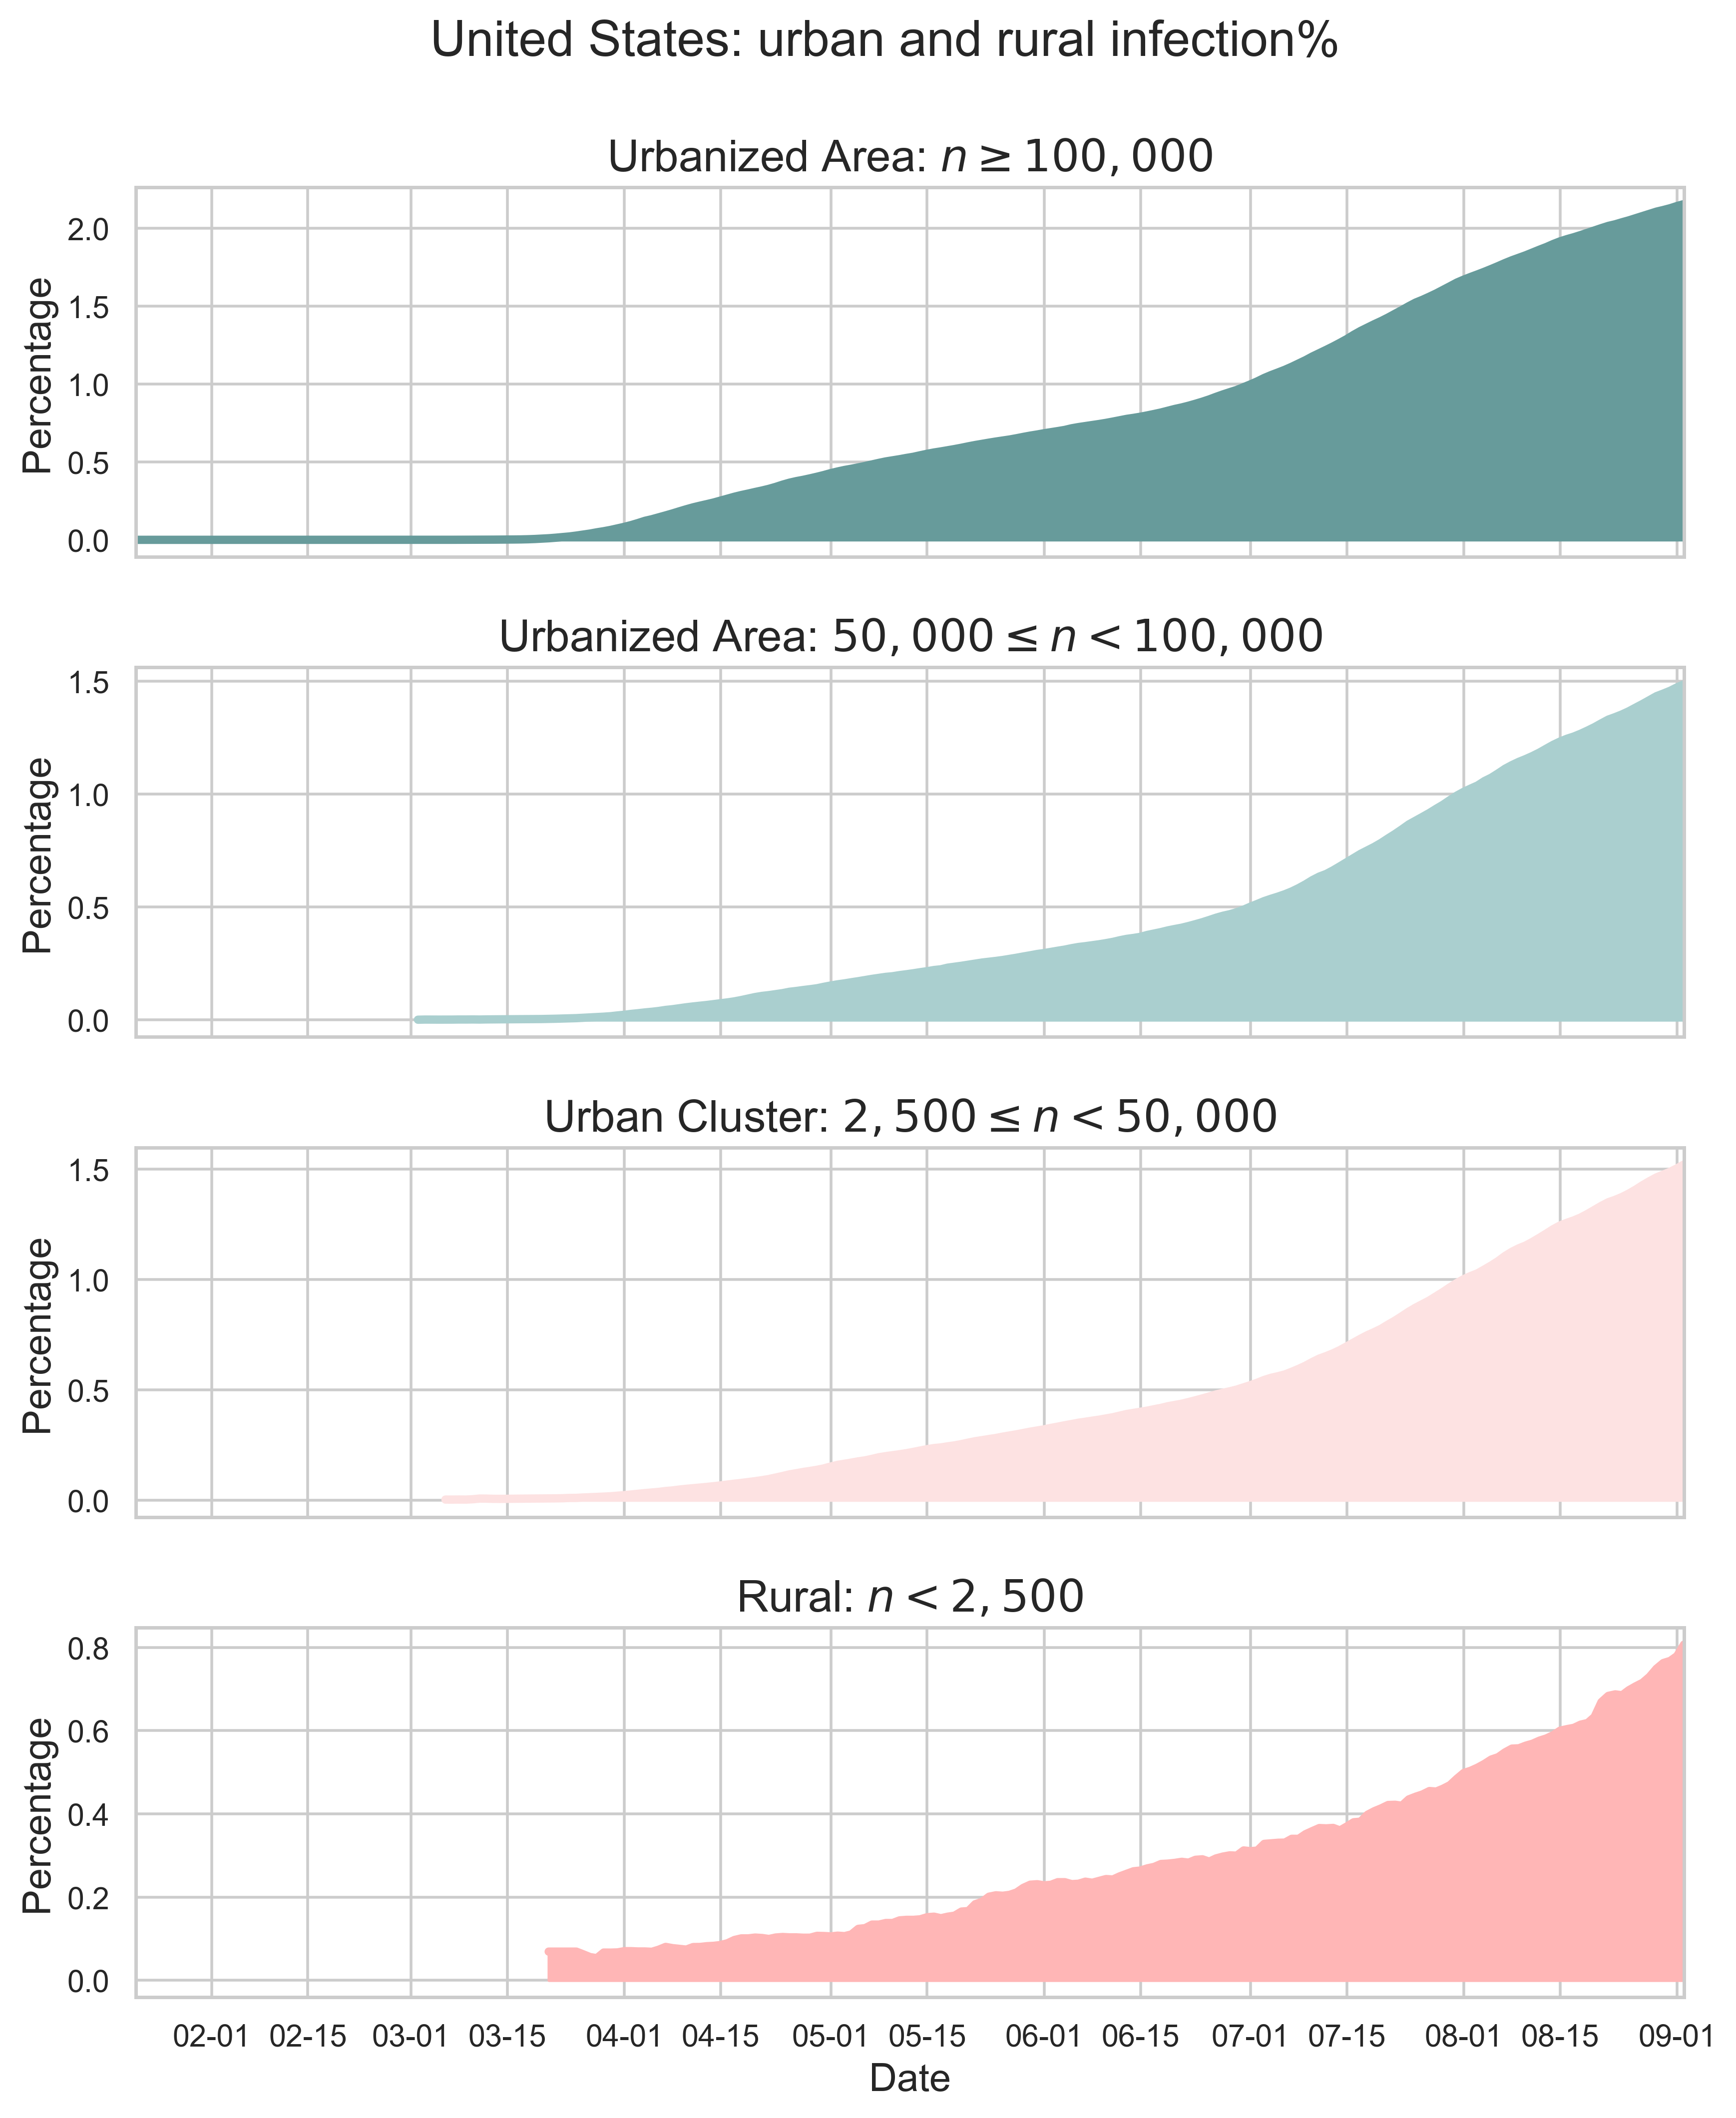 United States: urban and rural infection%
Urbanized Area: n ≥ 100,000
Percentage
2.0
1.5
1.0
0.5
0.0
Urbanized Area: 50,000 ≤ n < 100,000
Percentage
1.5
1.0
0.5
0.0
Urban Cluster: 2,500 ≤ n < 50,000
Percentage
1.5
1.0
0.5
0.0
Rural: n < 2,500
Percentage
0.8
0.6
0.4
0.2
0.0
02-01 02-15 03-01 03-15 04-01 04-15 05-01 05-15 06-01 06-15 07-01 07-15 08-01 08-15 09-01
Date